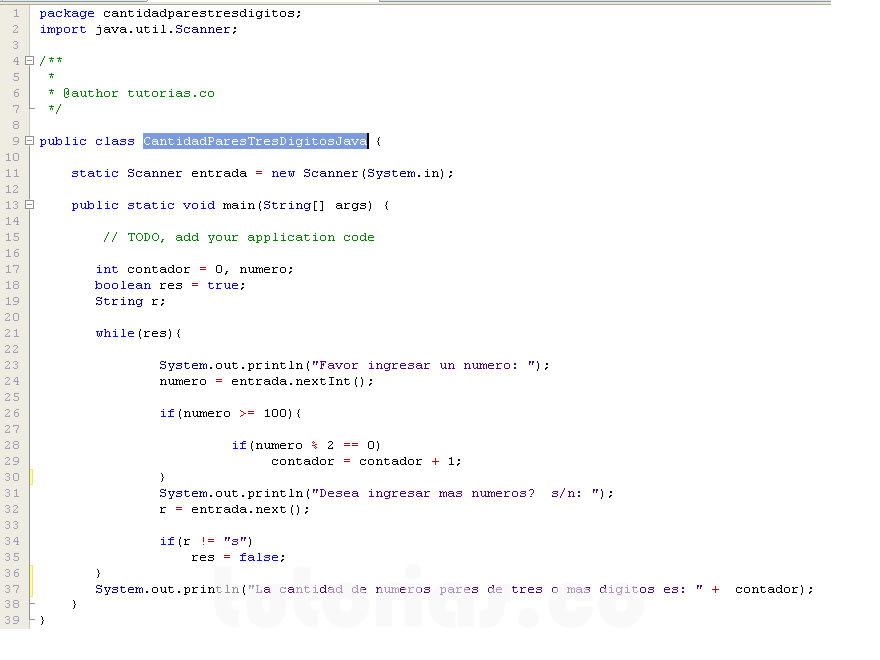 1 package cantidadparestresdigitos;
2 import java.util.Scanner;
3
4 /**
5 *
6 * @author tutorias.co
7 */
8
9 public class CantidadParesTresDigitosJava {
10
11 static Scanner entrada = new Scanner(System.in);
12
13 public static void main(String[] args) {
14
15 // TODO, add your application code
16
17 int contador = 0, numero;
18 boolean res = true;
19 String r;
20
21 while(res){
22
23 System.out.println("Favor ingresar un numero: ");
24 numero = entrada.nextInt();
25
26 if(numero >= 100){
27
28 if(numero % 2 == 0)
29 contador = contador + 1;
30 }
31 System.out.println("Desea ingresar mas numeros?  s/n: ");
32 r = entrada.next();
33
34 if(r != "s")
35 res = false;
36 }
37 System.out.println("La cantidad de numeros pares de tres o mas digitos es: " +  contador);
38 }
39 }
tutorias.co